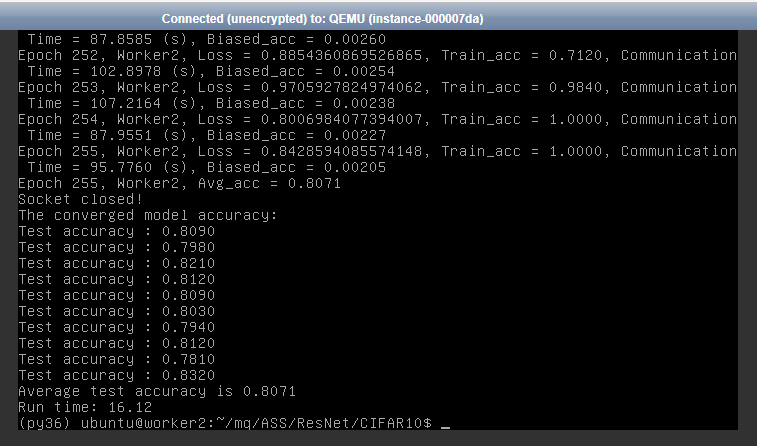 Connected (unencrypted) to: QEMU (instance-000007da)
Time = 87.8585 (s), Biased_acc = 0.00260
Epoch 252, Worker2, Loss = 0.8854360869526865, Train_acc = 0.7120, Communication
Time = 102.8978 (s), Biased_acc = 0.00254
Epoch 253, Worker2, Loss = 0.9705927824974062, Train_acc = 0.9840, Communication
Time = 107.2164 (s), Biased_acc = 0.00238
Epoch 254, Worker2, Loss = 0.8006984077394007, Train_acc = 1.0000, Communication
Time = 87.9551 (s), Biased_acc = 0.00227
Epoch 255, Worker2, Loss = 0.8428594085574148, Train_acc = 1.0000, Communication
Time = 95.7760 (s), Biased_acc = 0.00205
Epoch 255, Worker2, Avg_acc = 0.8071
Socket closed!
The converged model accuracy:
Test accuracy : 0.8090
Test accuracy : 0.7980
Test accuracy : 0.8210
Test accuracy : 0.8120
Test accuracy : 0.8090
Test accuracy : 0.8030
Test accuracy : 0.7940
Test accuracy : 0.8120
Test accuracy : 0.7810
Test accuracy : 0.8320
Average test accuracy is 0.8071
Run time: 16.12
(py36) ubuntu@worker2:~/mq/ASS/ResNet/CIFAR10$ _